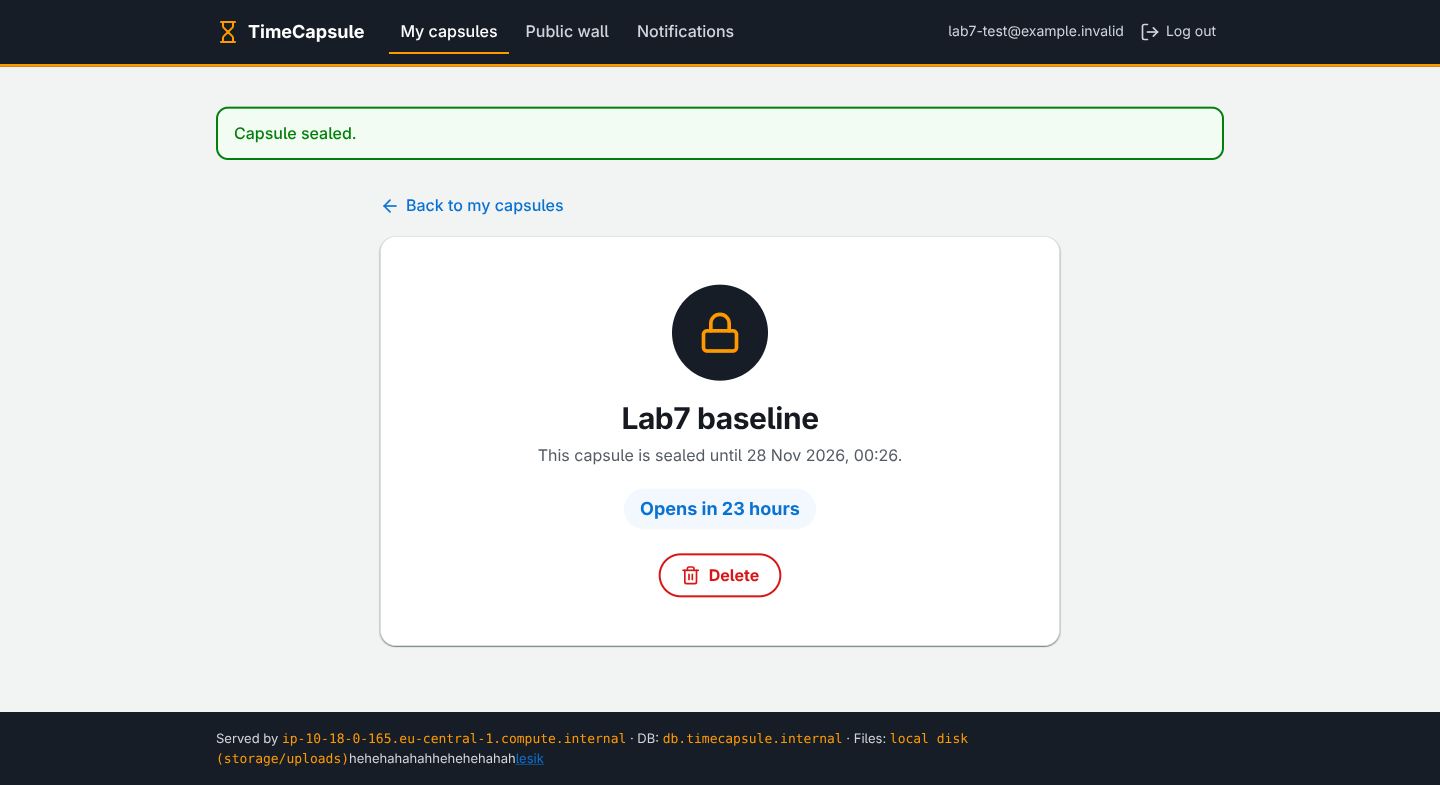 TimeCapsule My capsules Public wall Notifications lab7-test@example.invalid Log out
Capsule sealed.
Back to my capsules
Lab7 baseline
This capsule is sealed until 28 Nov 2026, 00:26.
Opens in 23 hours
Delete
Served by ip-10-18-0-165.eu-central-1.compute.internal · DB: db.timecapsule.internal · Files: local disk
(storage/uploads)hehehahahahhehehehahahlesik